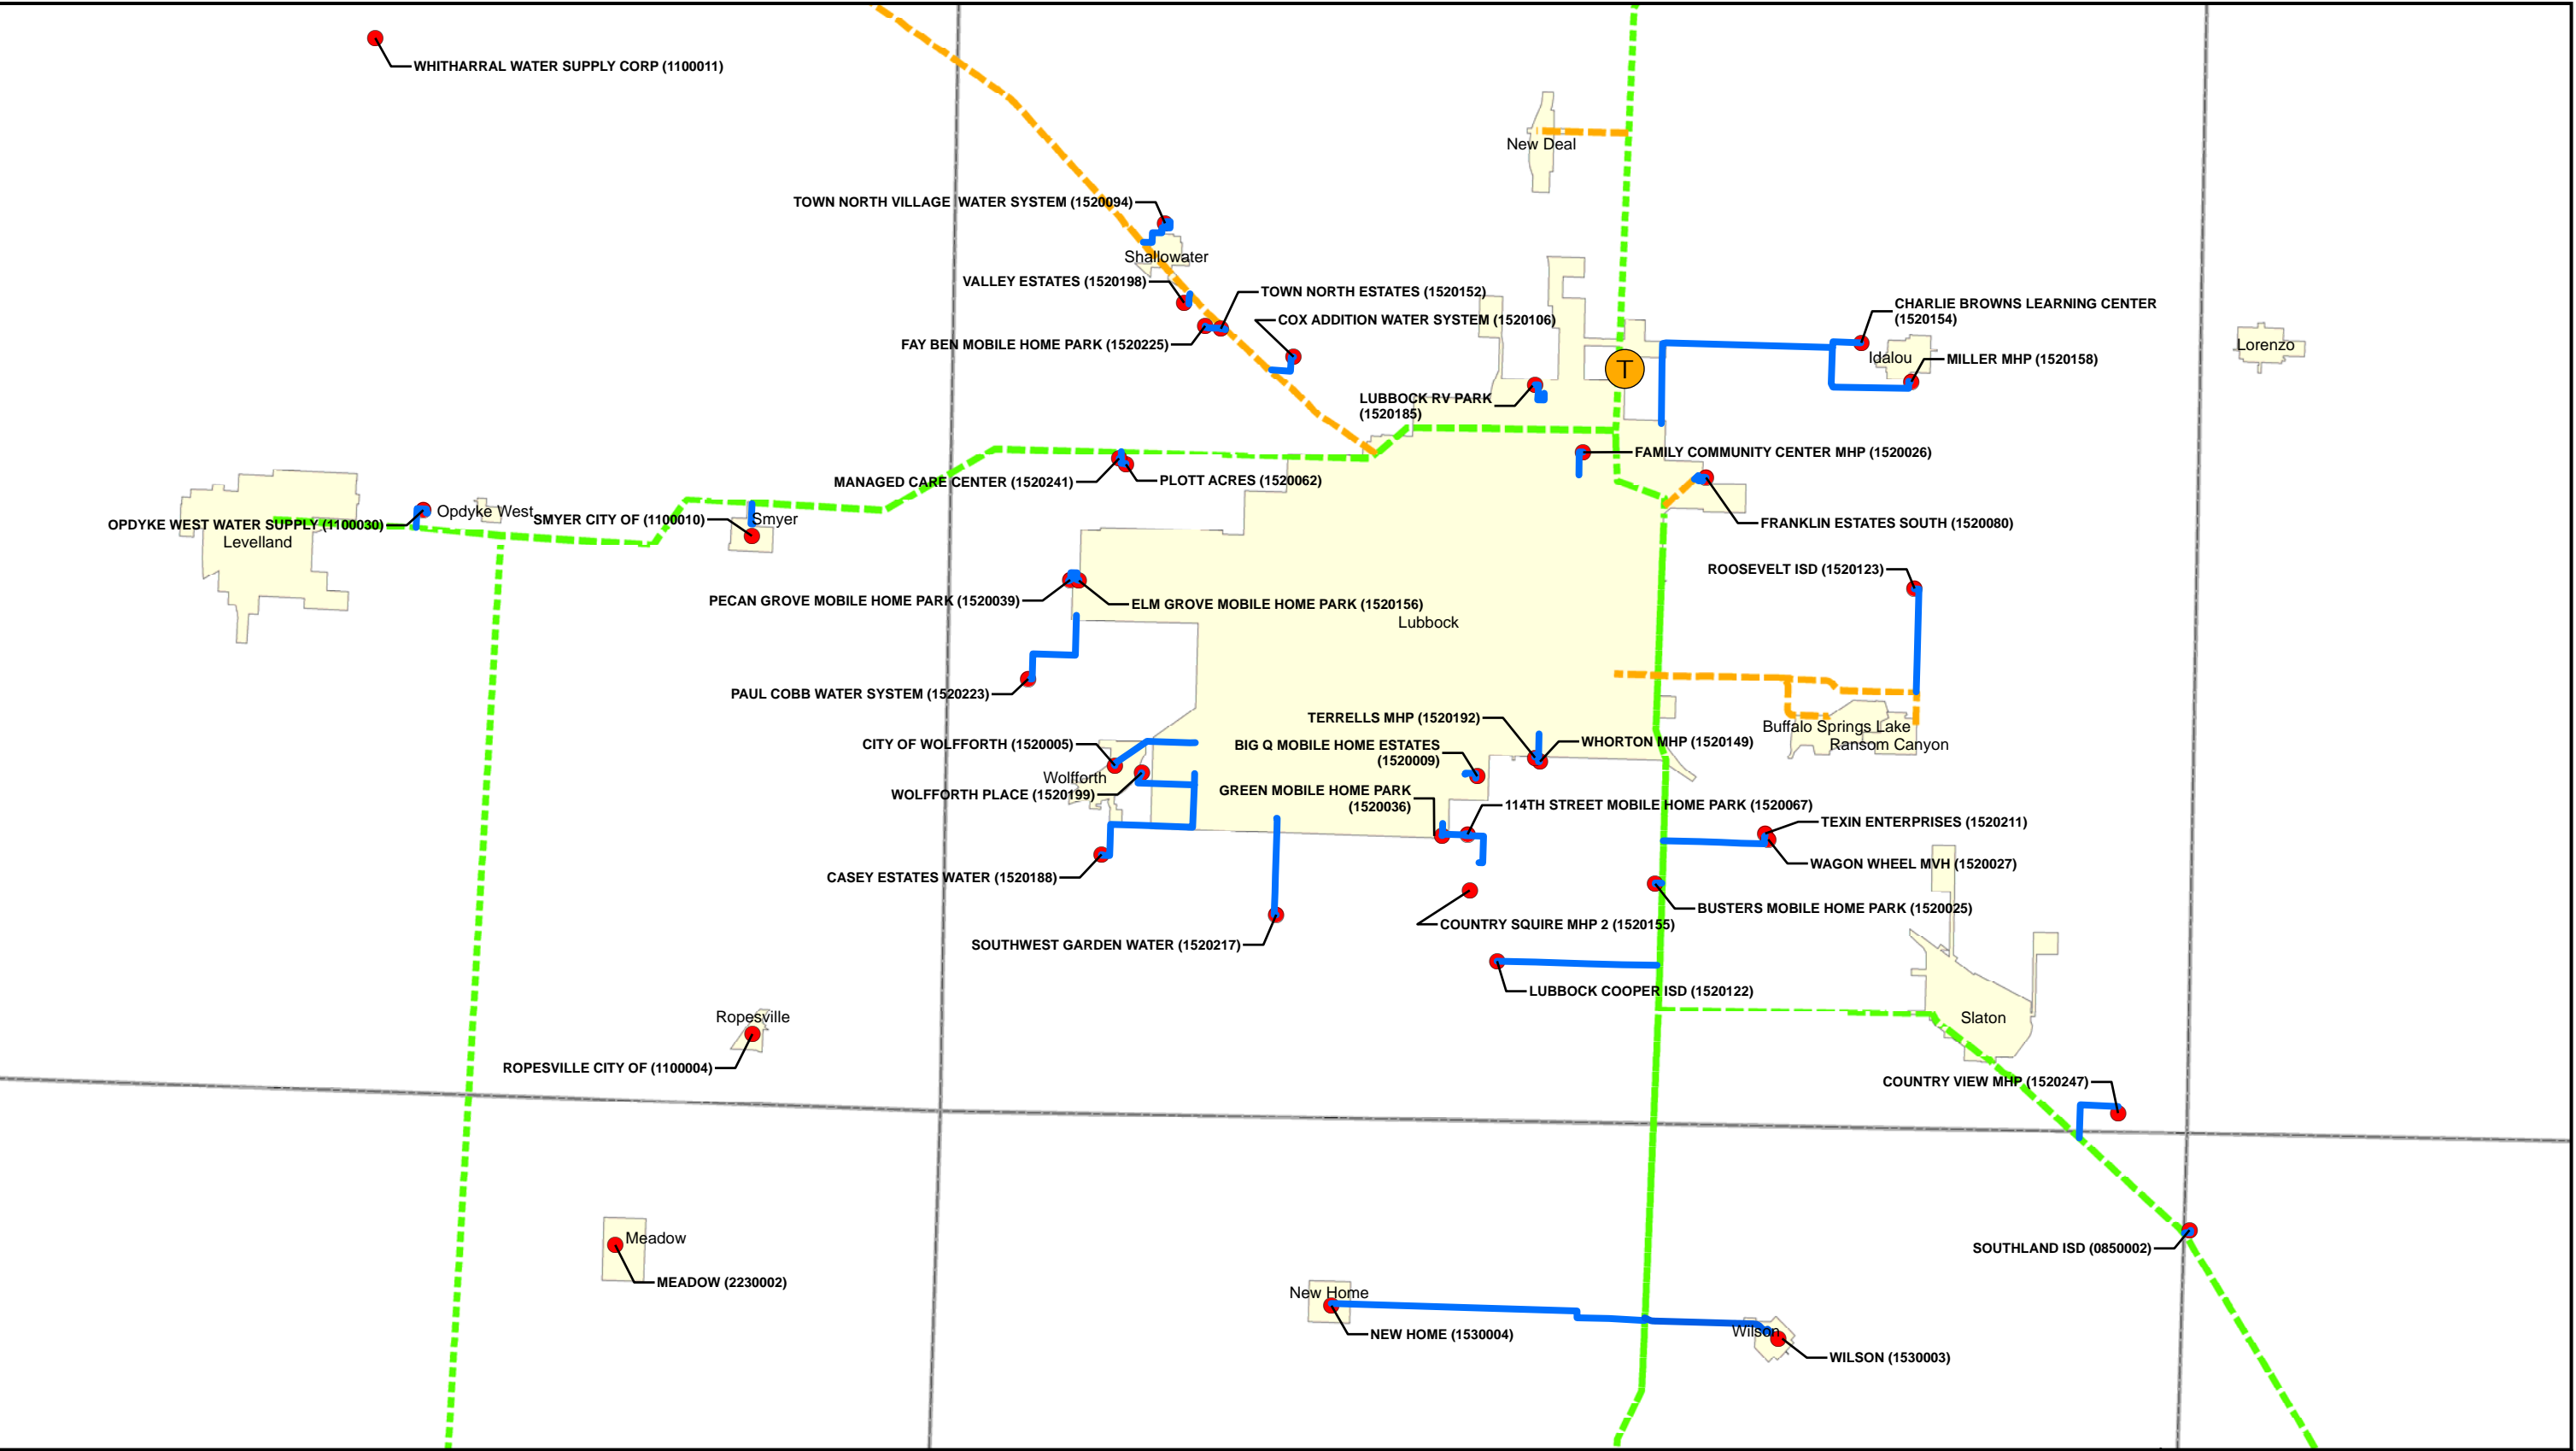 WHITHARRAL WATER SUPPLY CORP (1100011)
New Deal
TOWN NORTH VILLAGE  WATER SYSTEM (1520094)
Shallowater
VALLEY ESTATES (1520198)
TOWN NORTH ESTATES (1520152)
CHARLIE BROWNS LEARNING CENTER
(1520154)
COX ADDITION WATER SYSTEM (1520106)
FAY BEN MOBILE HOME PARK (1520225)
Lorenzo
Idalou
MILLER MHP (1520158)
T
LUBBOCK RV PARK
(1520185)
FAMILY COMMUNITY CENTER MHP (1520026)
MANAGED CARE CENTER (1520241)
PLOTT ACRES (1520062)
Opdyke West
SMYER CITY OF (1100010)
Smyer
OPDYKE WEST WATER SUPPLY (1100030)
FRANKLIN ESTATES SOUTH (1520080)
Levelland
ROOSEVELT ISD (1520123)
PECAN GROVE MOBILE HOME PARK (1520039)
ELM GROVE MOBILE HOME PARK (1520156)
Lubbock
PAUL COBB WATER SYSTEM (1520223)
TERRELLS MHP (1520192)
Buffalo Springs Lake
CITY OF WOLFFORTH (1520005)
BIG Q MOBILE HOME ESTATES
(1520009)
WHORTON MHP (1520149)
Ransom Canyon
Wolfforth
WOLFFORTH PLACE (1520199)
GREEN MOBILE HOME PARK
(1520036)
114TH STREET MOBILE HOME PARK (1520067)
TEXIN ENTERPRISES (1520211)
WAGON WHEEL MVH (1520027)
CASEY ESTATES WATER (1520188)
BUSTERS MOBILE HOME PARK (1520025)
COUNTRY SQUIRE MHP 2 (1520155)
SOUTHWEST GARDEN WATER (1520217)
LUBBOCK COOPER ISD (1520122)
Ropesville
Slaton
ROPESVILLE CITY OF (1100004)
COUNTRY VIEW MHP (1520247)
Meadow
SOUTHLAND ISD (0850002)
MEADOW (2230002)
New Home
NEW HOME (1530004)
Wilson
WILSON (1530003)